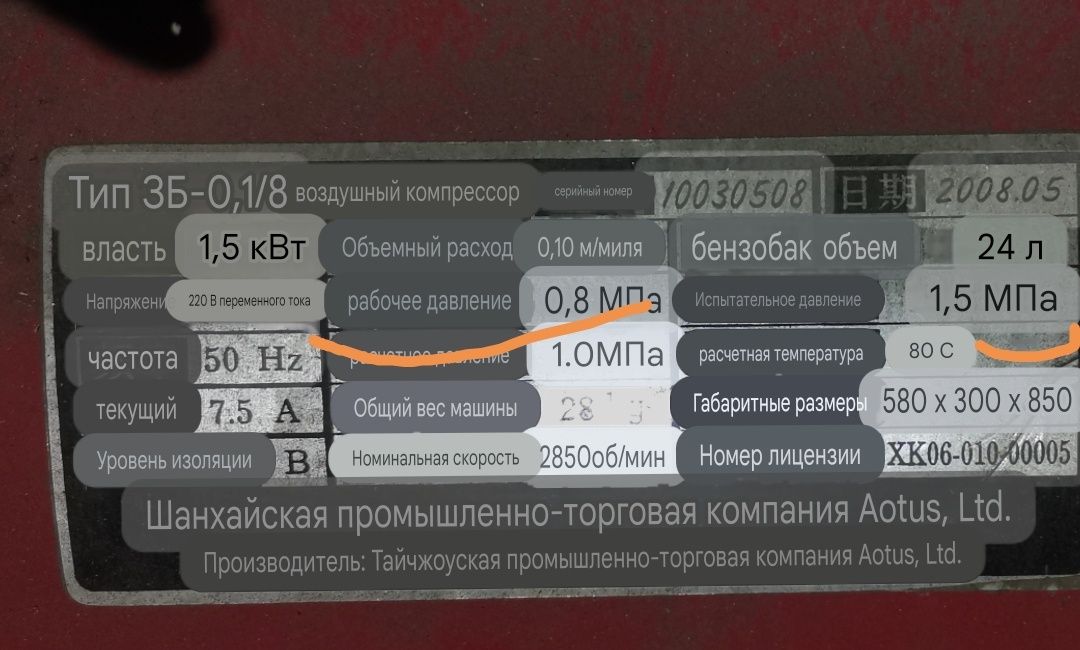 Тип ЗБ-0,1/8 воздушный компрессор серийный номер 10030508 日期 2008.05
власть 1,5 кВт Объемный расход 0,10 м/миля бензобак объем 24 л
Напряжение 220 В переменного тока рабочее давление 0,8 МПа Испытательное давление 1,5 МПа
частота 50 Hz расчетное давление 1.0МПа расчетная температура 80 C
текущий 7.5 A Общий вес машины 28 Габаритные размеры 580 x 300 x 850
Уровень изоляции B Номинальная скорость 2850об/мин Номер лицензии XK06-010-00005
Шанхайская промышленно-торговая компания Aotus, Ltd.
Производитель: Тайчжоуская промышленно-торговая компания Aotus, Ltd.